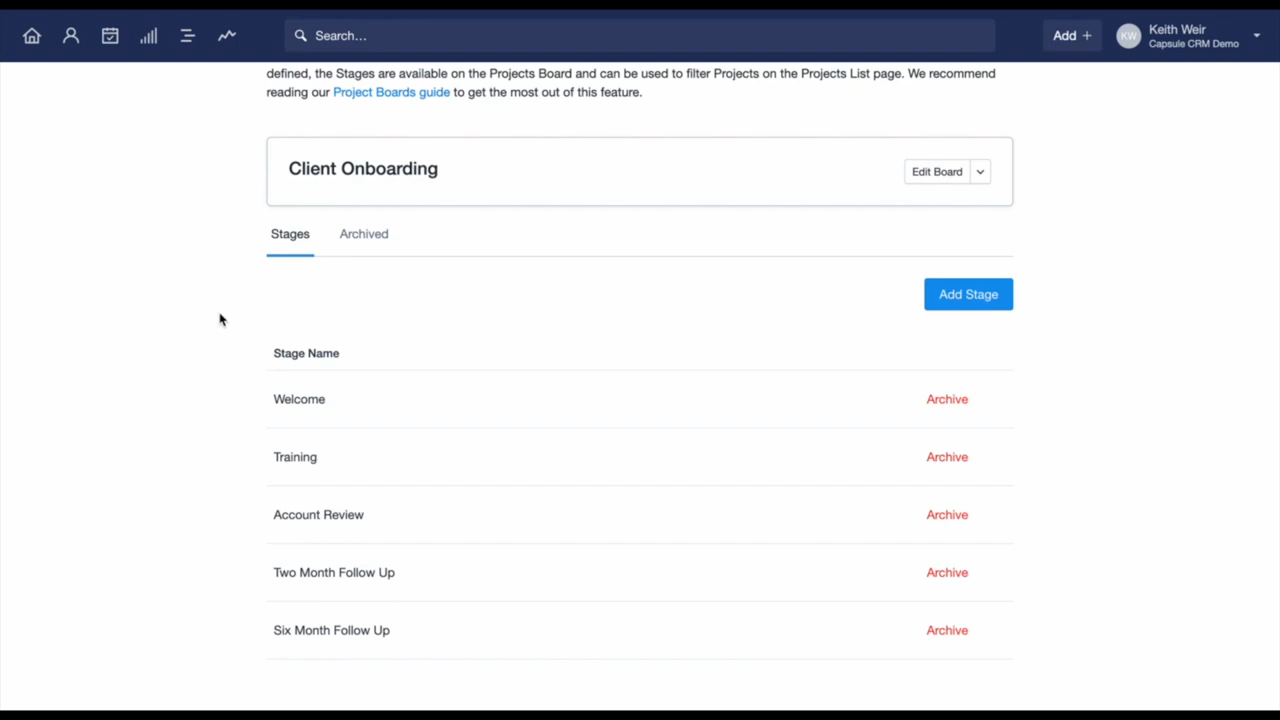 Search...
Add +
KW
Keith Weir
Capsule CRM Demo
defined, the Stages are available on the Projects Board and can be used to filter Projects on the Projects List page. We recommend
reading our Project Boards guide to get the most out of this feature.
Client Onboarding
Edit Board
Stages
Archived
Add Stage
Stage Name
Welcome
Archive
Training
Archive
Account Review
Archive
Two Month Follow Up
Archive
Six Month Follow Up
Archive